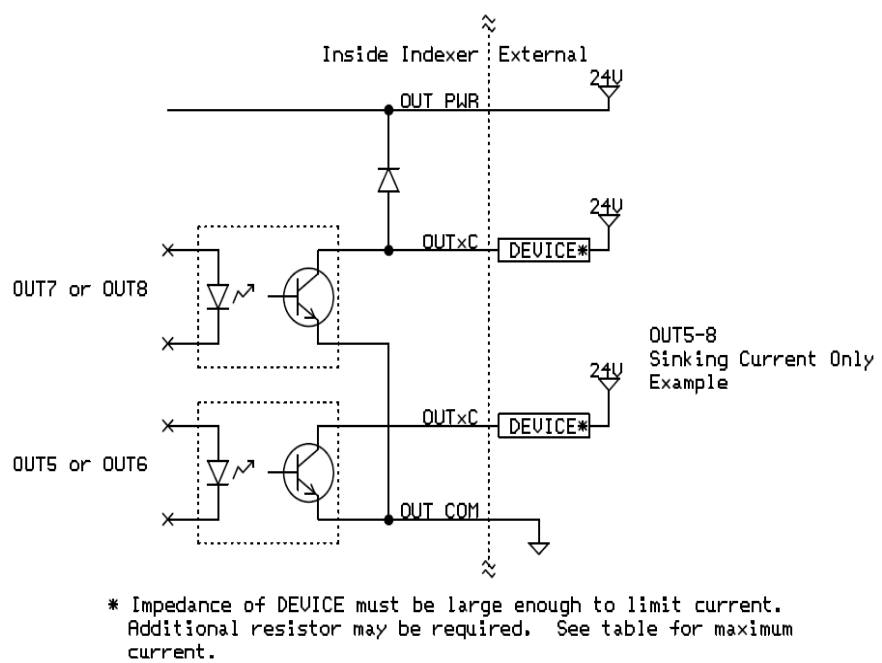 Inside Indexer External
24V
OUT PWR
24V
OUTxC
DEVICE*
OUT7 or OUT8
OUT5-8
Sinking Current Only
Example
24V
OUTxC
DEVICE*
OUT5 or OUT6
OUT COM
* Impedance of DEVICE must be large enough to limit current.
Additional resistor may be required. See table for maximum
current.